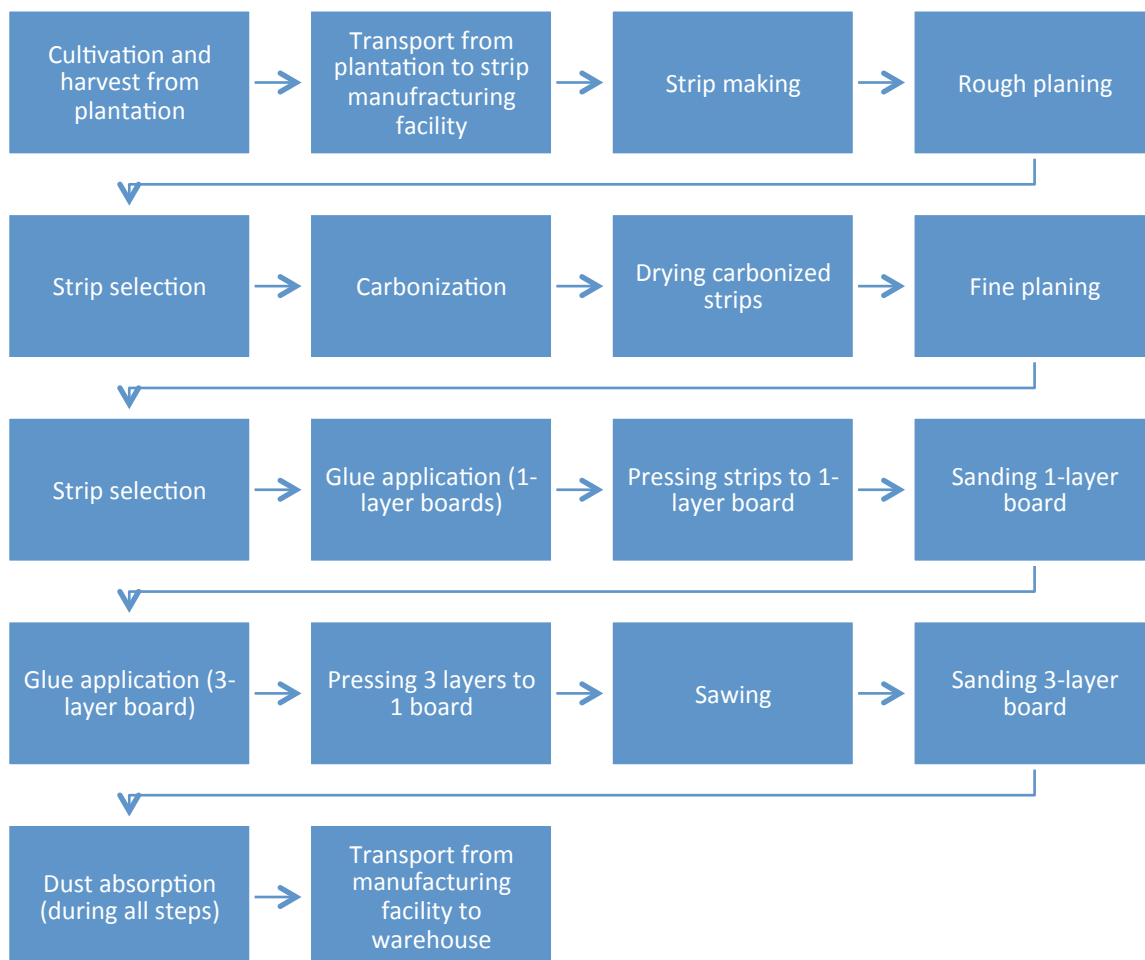 Cultivation and
harvest from
plantation
Transport from
plantation to strip
manufracturing
facility
Strip making
Rough planing
Strip selection
Carbonization
Drying carbonized
strips
Fine planing
Strip selection
Glue application (1-
layer boards)
Pressing strips to 1-
layer board
Sanding 1-layer
board
Glue application (3-
layer board)
Pressing 3 layers to
1 board
Sawing
Sanding 3-layer
board
Dust absorption
(during all steps)
Transport from
manufacturing
facility to
warehouse